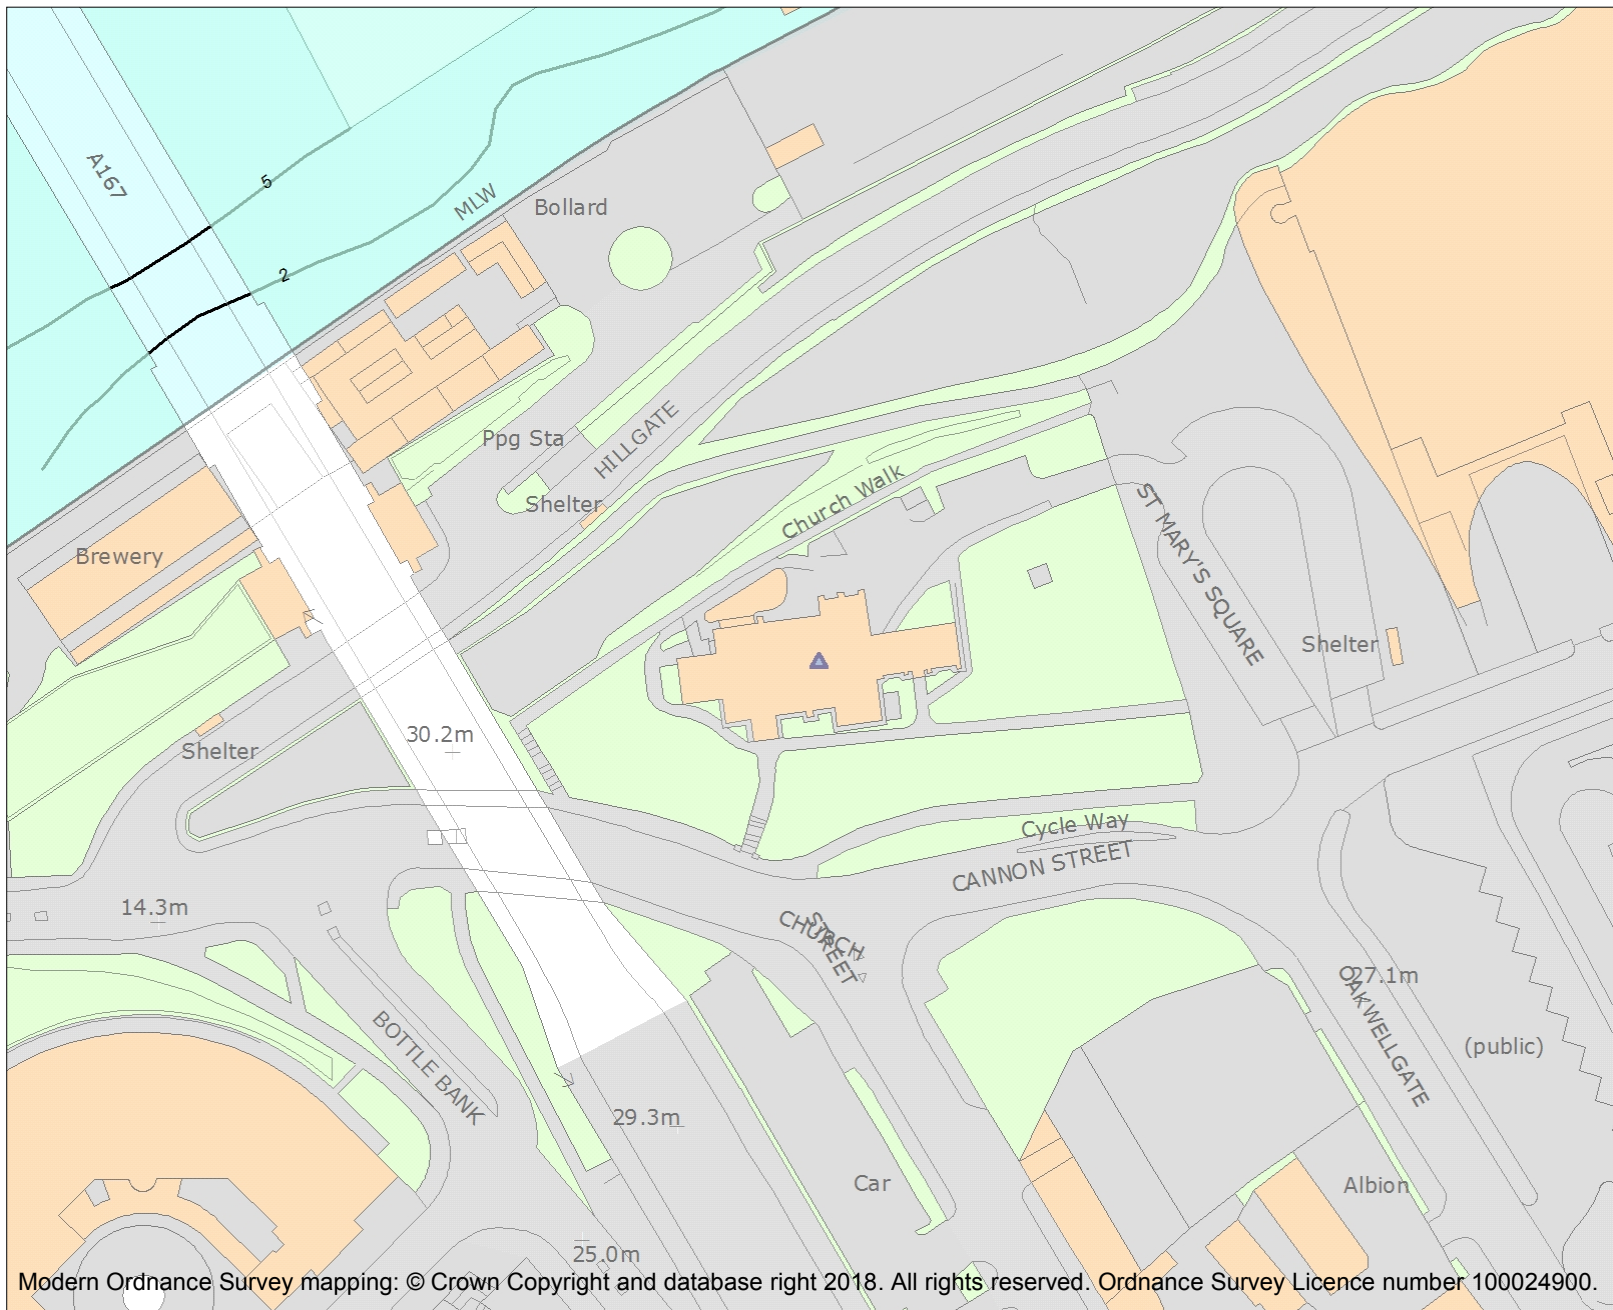 A167
5
MLW
Bollard
2
Ppg Sta
HILLGATE
Shelter
Church Walk
Brewery
ST MARY'S SQUARE
Shelter
30.2m
Shelter
Cycle Way
CANNON STREET
14.3m
CHURCH
STREET
27.1m
OAKWELLGATE
BOTTLE BANK
(public)
29.3m
Car
Albion
25.0m
Modern Ordnance Survey mapping: © Crown Copyright and database right 2018. All rights reserved. Ordnance Survey Licence number 100024900.